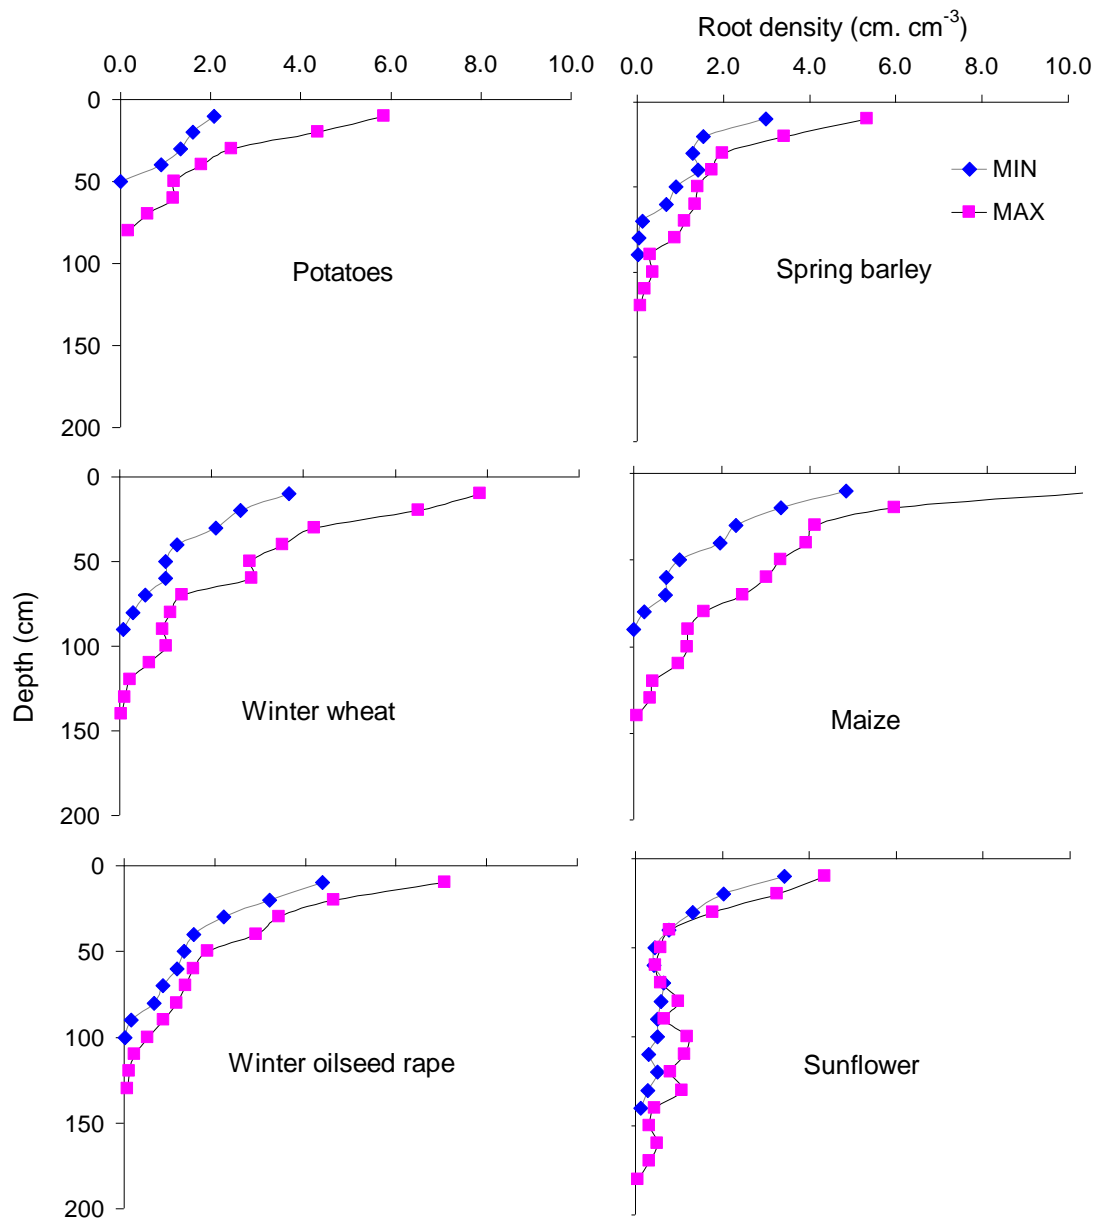 Root density (cm. cm-3)
0.0 2.0 4.0 6.0 8.0 10.0
0.0 2.0 4.0 6.0 8.0 10.0
0
50
100
150
200
MIN
MAX
Potatoes
Spring barley
Depth (cm)
0
50
100
150
200
Winter wheat
Maize
0
50
100
150
200
Winter oilseed rape
Sunflower